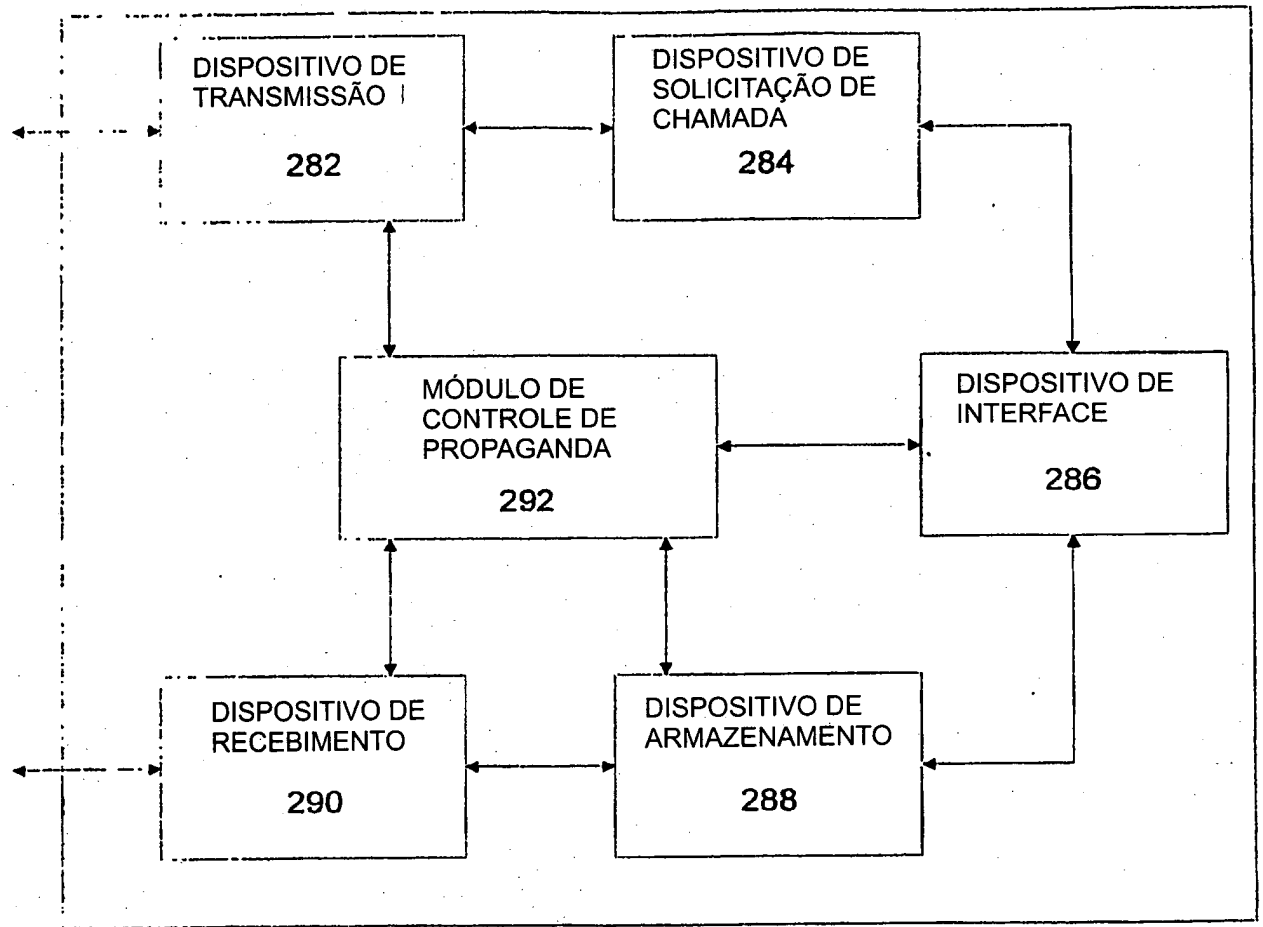 DISPOSITIVO DE
TRANSMISSÃO
282
DISPOSITIVO DE
SOLICITAÇÃO DE
CHAMADA
284
MÓDULO DE
CONTROLE DE
PROPAGANDA
292
DISPOSITIVO DE
INTERFACE
286
DISPOSITIVO DE
RECEBIMENTO
290
DISPOSITIVO DE
ARMAZENAMENTO
288